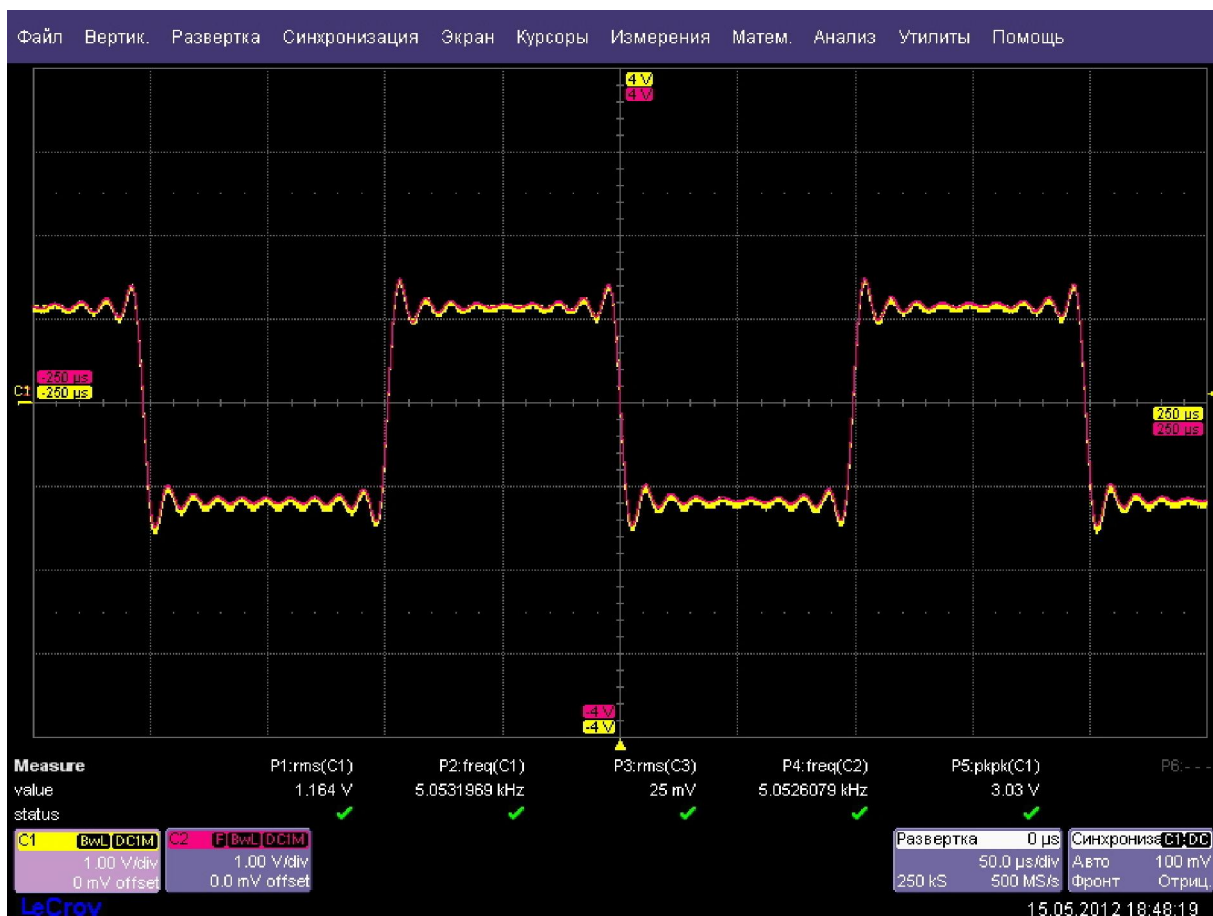 Файл Вертик. Развертка Синхронизация Экран Курсоры Измерения Матем. Анализ Утилиты Помощь
4 V
4 V
-250 µs
C1 -250 µs
250 µs
250 µs
-4 V
-4 V
Measure P1:rms(C1) P2:freq(C1) P3:rms(C3) P4:freq(C2) P5:pkpk(C1) P6:- - -
value 1.164 V 5.0531969 kHz 25 mV 5.0526079 kHz 3.03 V
status
C1 BwL DC1M C2 F BwL DC1M Развертка 0 µs Синхрониза C1 DC
1.00 V/div 1.00 V/div 50.0 µs/div Авто 100 mV
0 mV offset 0.0 mV offset 250 kS 500 MS/s Фронт Отриц.
LeCroy 15.05.2012 18:48:19